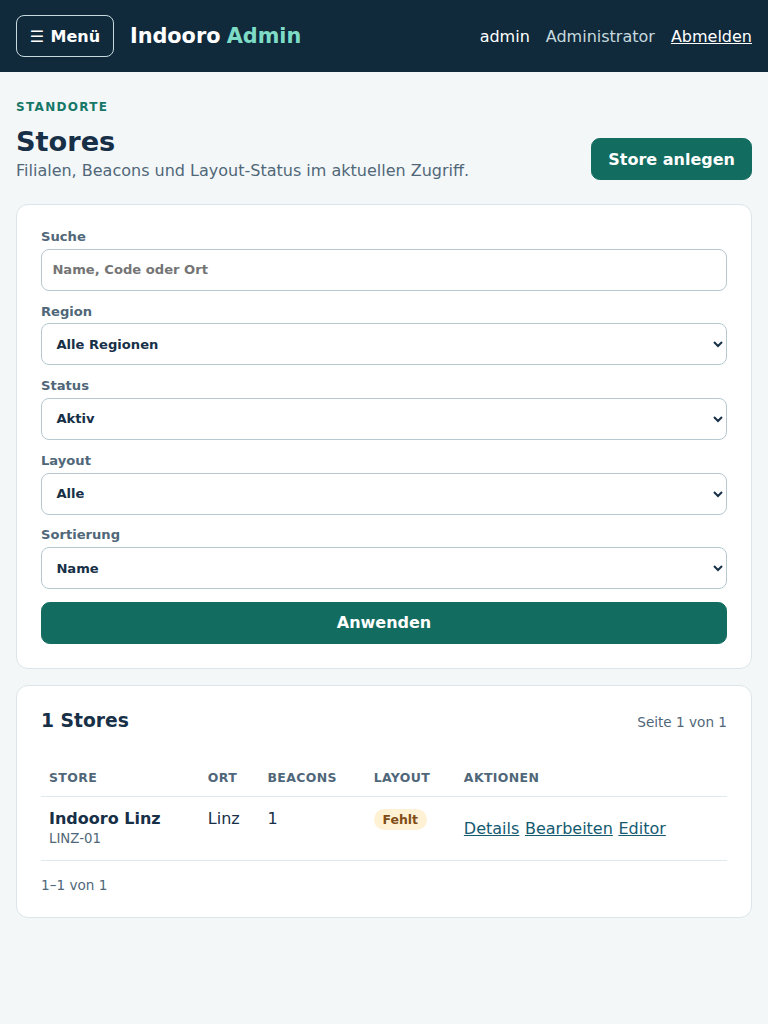 ☰ Menü Indooro Admin admin Administrator Abmelden
STANDORTE
Stores
Filialen, Beacons und Layout-Status im aktuellen Zugriff.
Store anlegen
Suche
Name, Code oder Ort
Region
Alle Regionen
Status
Aktiv
Layout
Alle
Sortierung
Name
Anwenden
1 Stores Seite 1 von 1
STORE ORT BEACONS LAYOUT AKTIONEN
Indooro Linz Linz 1 Fehlt Details Bearbeiten Editor
LINZ-01
1–1 von 1